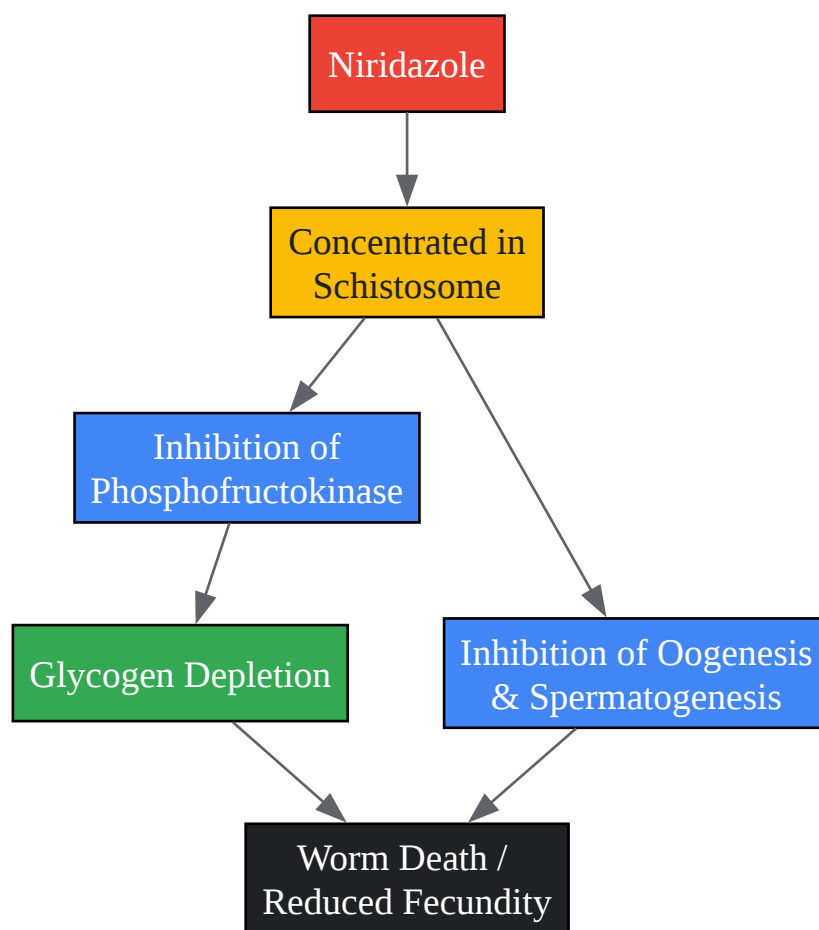 Niridazole
Concentrated in
Schistosome
Inhibition of
Phosphofructokinase
Glycogen Depletion
Inhibition of Oogenesis
& Spermatogenesis
Worm Death /
Reduced Fecundity